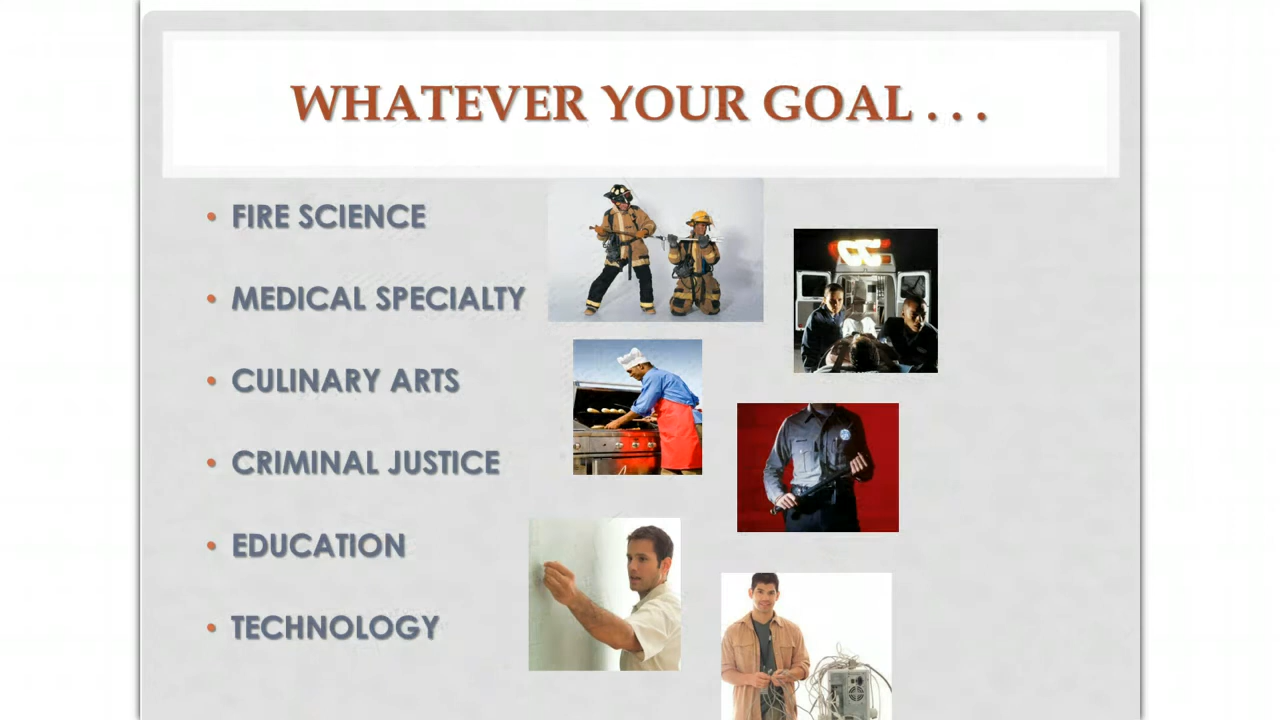 WHATEVER YOUR GOAL . . .
• FIRE SCIENCE
• MEDICAL SPECIALTY
• CULINARY ARTS
• CRIMINAL JUSTICE
• EDUCATION
• TECHNOLOGY